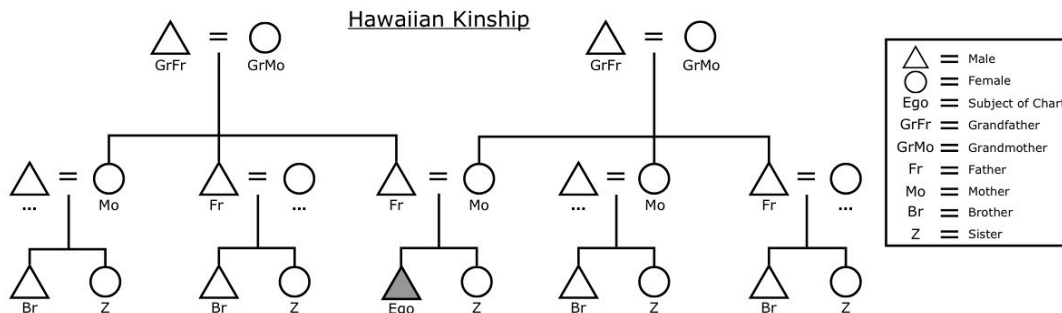 Hawaiian Kinship
GrFr = GrMo
GrFr = GrMo
... = Mo
Fr = ...
Fr = Mo
... = Mo
Fr = ...
Br Z
Br Z
Ego Z
Br Z
Br Z
= Male
= Female
Ego = Subject of Chart
GrFr = Grandfather
GrMo = Grandmother
Fr = Father
Mo = Mother
Br = Brother
Z = Sister